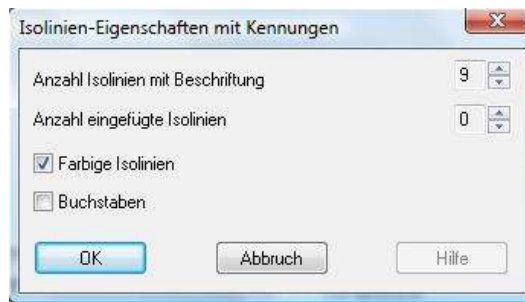 Isolinien-Eigenschaften mit Kennungen
Anzahl Isolinien mit Beschriftung 9
Anzahl eingefügte Isolinien 0
Farbige Isolinien
Buchstaben
OK Abbruch Hilfe